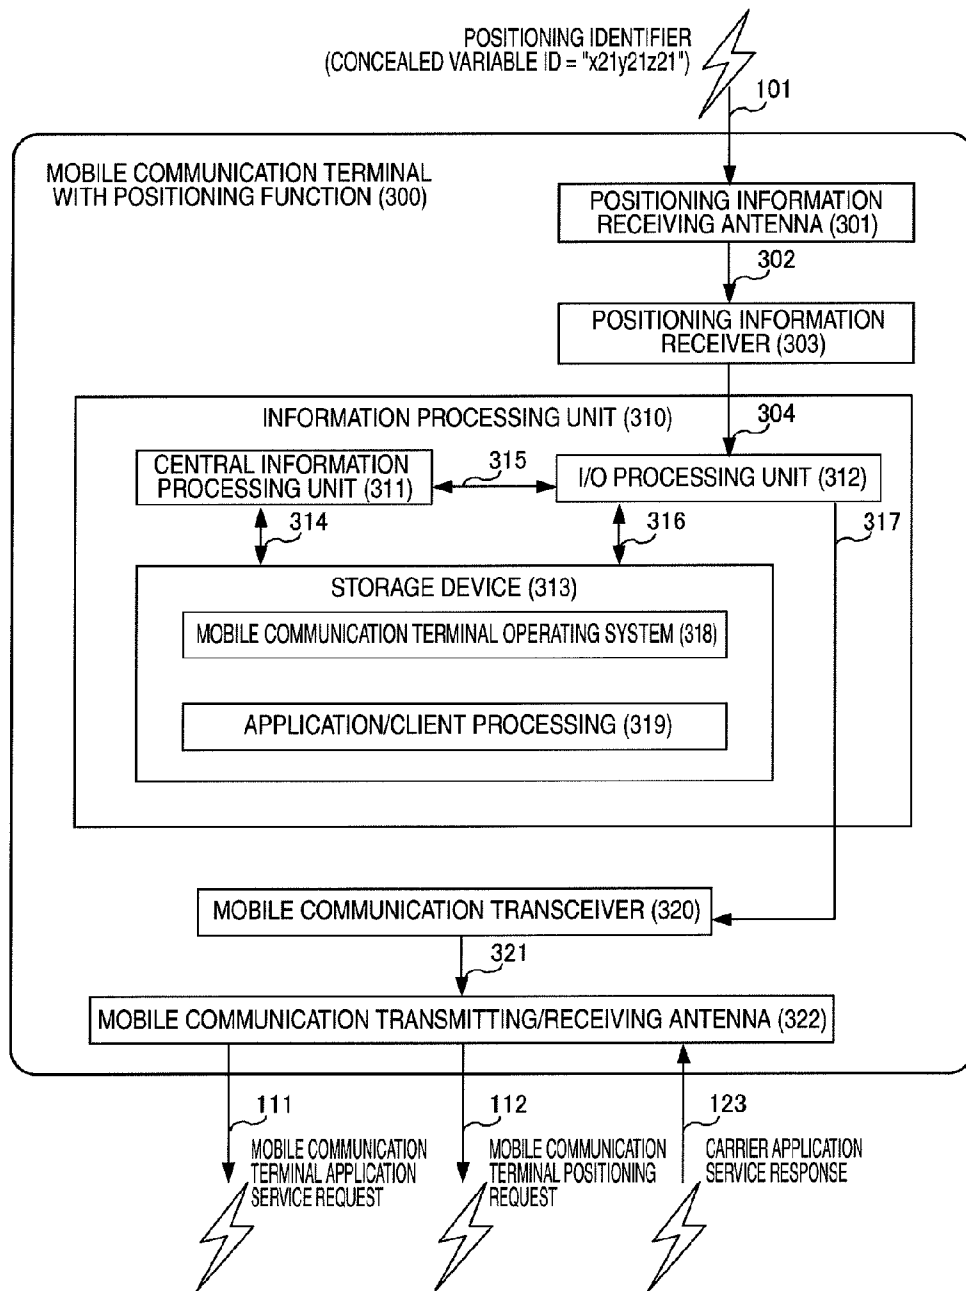 POSITIONING IDENTIFIER
(CONCEALED VARIABLE ID = "x21y21z21")
101
MOBILE COMMUNICATION TERMINAL
WITH POSITIONING FUNCTION (300)
POSITIONING INFORMATION
RECEIVING ANTENNA (301)
302
POSITIONING INFORMATION
RECEIVER (303)
INFORMATION PROCESSING UNIT (310)
304
CENTRAL INFORMATION
PROCESSING UNIT (311)
315
I/O PROCESSING UNIT (312)
314
316
317
STORAGE DEVICE (313)
MOBILE COMMUNICATION TERMINAL OPERATING SYSTEM (318)
APPLICATION/CLIENT PROCESSING (319)
MOBILE COMMUNICATION TRANSCEIVER (320)
321
MOBILE COMMUNICATION TRANSMITTING/RECEIVING ANTENNA (322)
111
MOBILE COMMUNICATION
TERMINAL APPLICATION
SERVICE REQUEST
112
MOBILE COMMUNICATION
TERMINAL POSITIONING
REQUEST
123
CARRIER APPLICATION
SERVICE RESPONSE